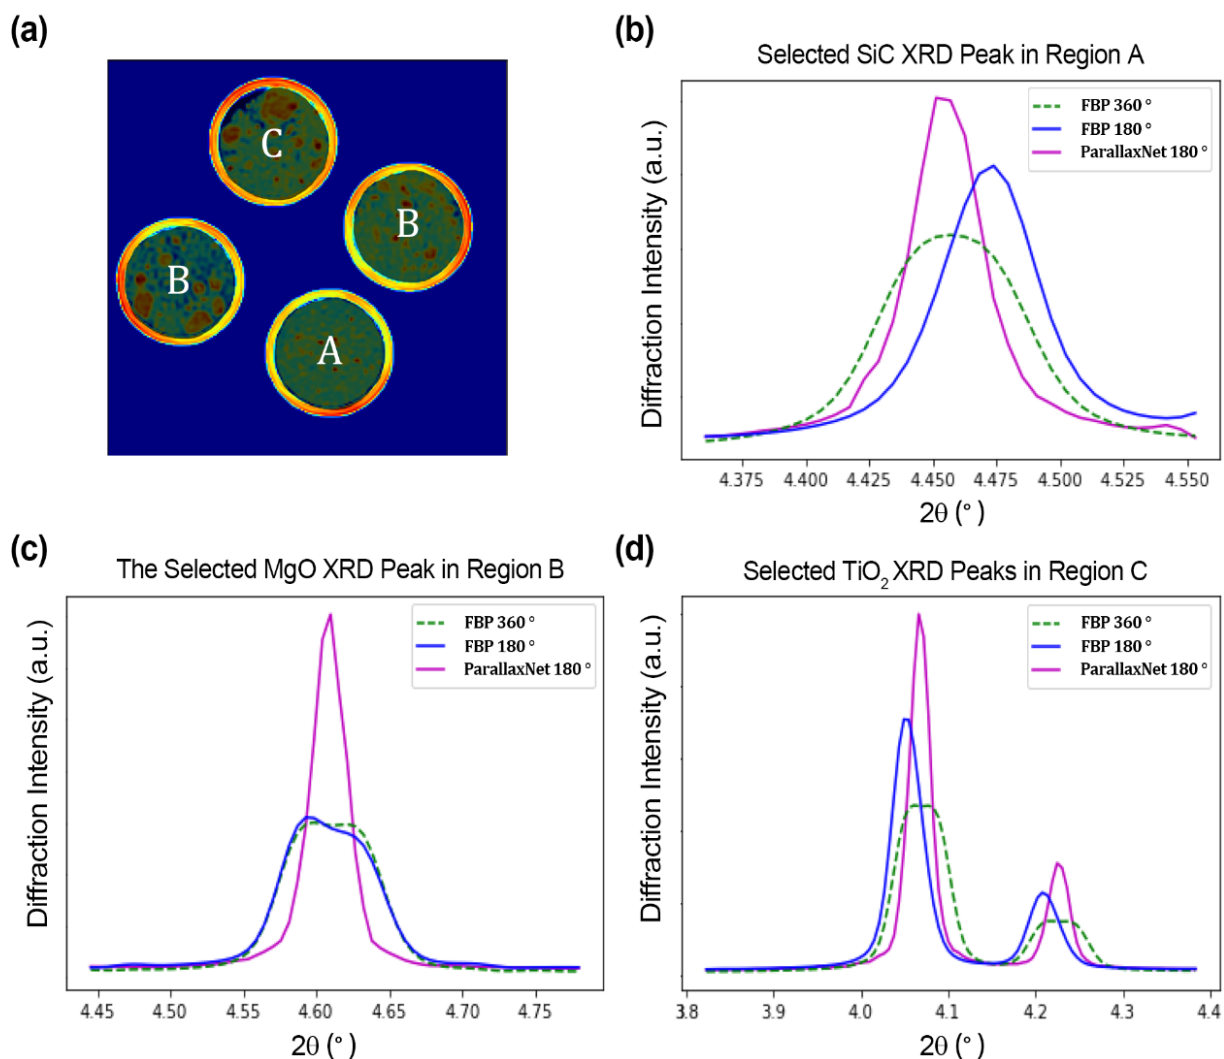 (a)
C
B
B
A
(b)
Selected SiC XRD Peak in Region A
Diffraction Intensity (a.u.)
FBP 360 °
FBP 180 °
ParallaxNet 180 °
4.375 4.400 4.425 4.450 4.475 4.500 4.525 4.550
2θ (°)
(c)
The Selected MgO XRD Peak in Region B
Diffraction Intensity (a.u.)
FBP 360 °
FBP 180 °
ParallaxNet 180 °
4.45 4.50 4.55 4.60 4.65 4.70 4.75
2θ (°)
(d)
Selected TiO₂ XRD Peaks in Region C
Diffraction Intensity (a.u.)
FBP 360 °
FBP 180 °
ParallaxNet 180 °
3.8 3.9 4.0 4.1 4.2 4.3 4.4
2θ (°)